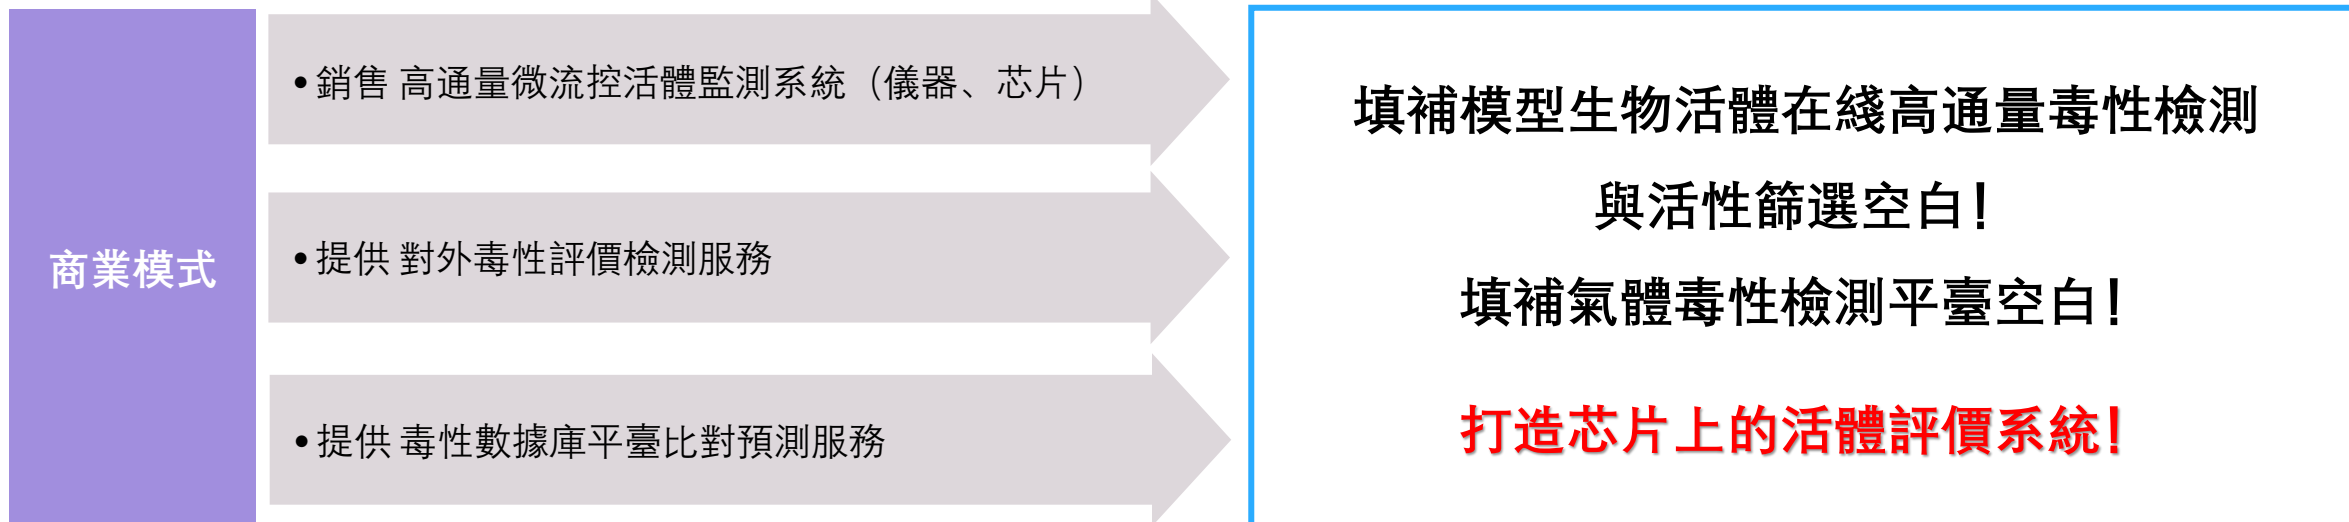 商業模式
•銷售 高通量微流控活體監測系統（儀器、芯片）
•提供 對外毒性評價檢測服務
•提供 毒性數據庫平臺比對預測服務
填補模型生物活體在綫高通量毒性檢測
與活性篩選空白！
填補氣體毒性檢測平臺空白！
打造芯片上的活體評價系統！